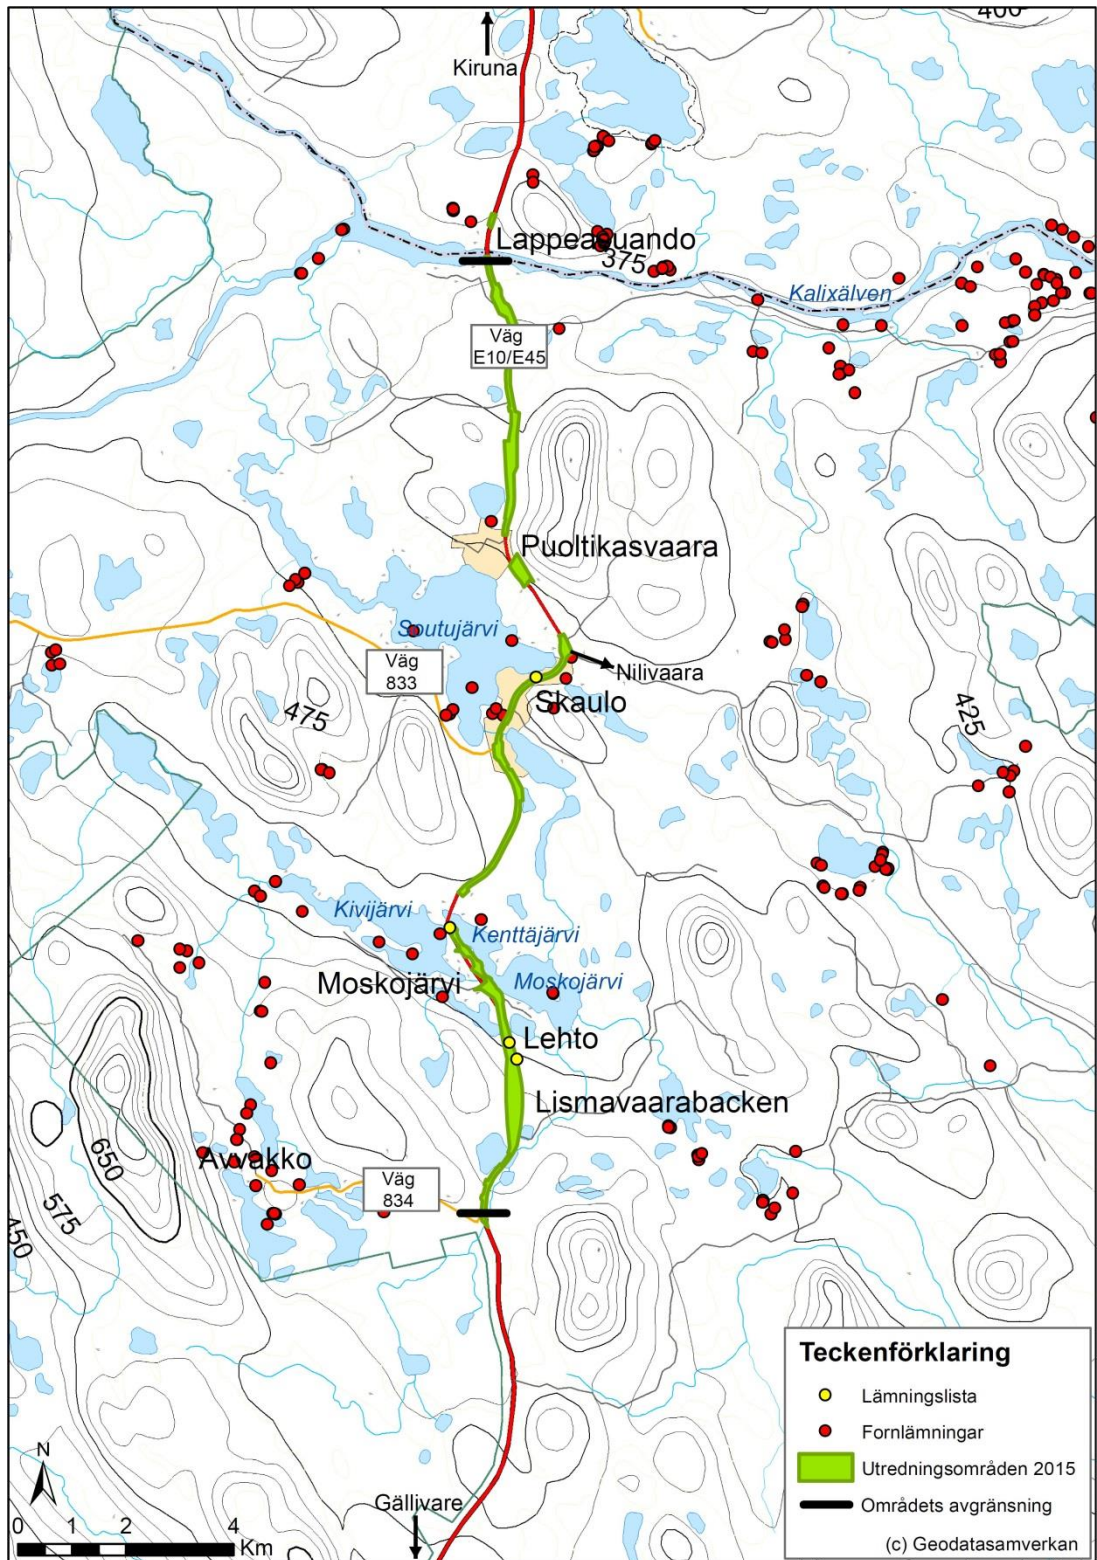 400
Kiruna
Lappeasuando
375
Kalixälven
Väg
E10/E45
Puoltikasvaara
Soutujärvi
Väg
833
Nilivaara
Skaulo
475
425
Kivijärvi
Kenttäjärvi
Moskojärvi
Moskojärvi
Lehto
Lismavaarabacken
650
Avvakko
Väg
834
575
450
Teckenförklaring
Lämningslista
Fornlämningar
Utredningsområden 2015
Områdets avgränsning
(c) Geodatasamverkan
N
Gällivare
0 1 2 4
Km